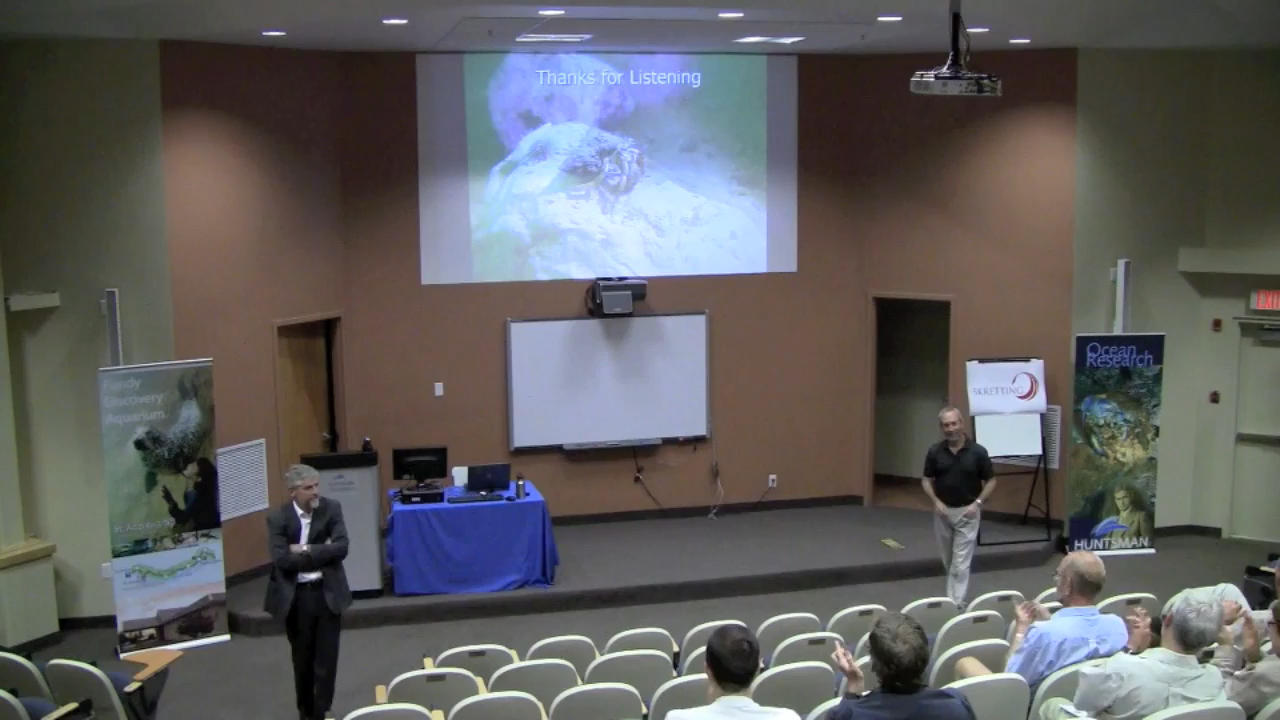 Thanks for Listening
EXIT
Ocean
Research
SKRETTING
Fundy
Discovery
Aquarium
HUNTSMAN